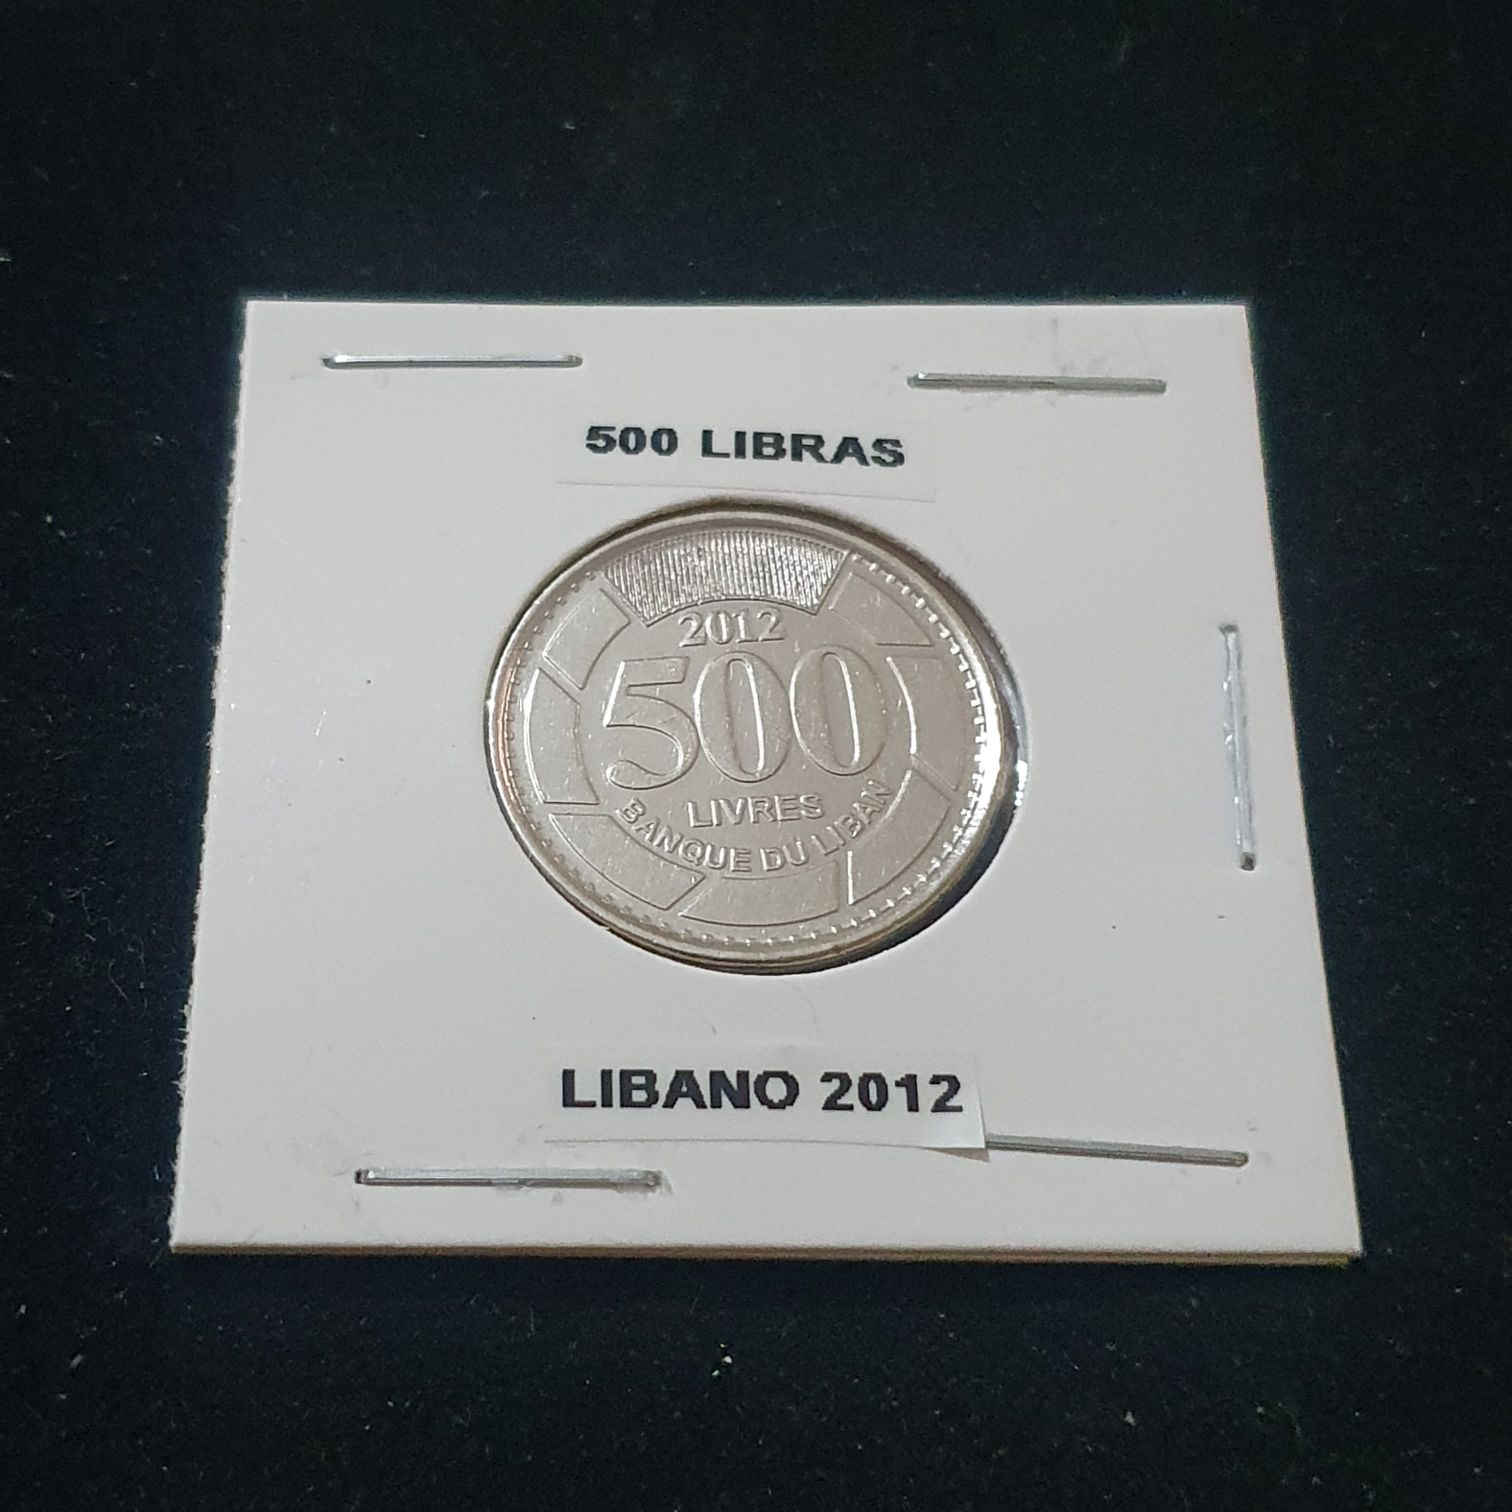 500 LIBRAS
2012
500
LIVRES
BANQUE DU LIBAN
LIBANO 2012